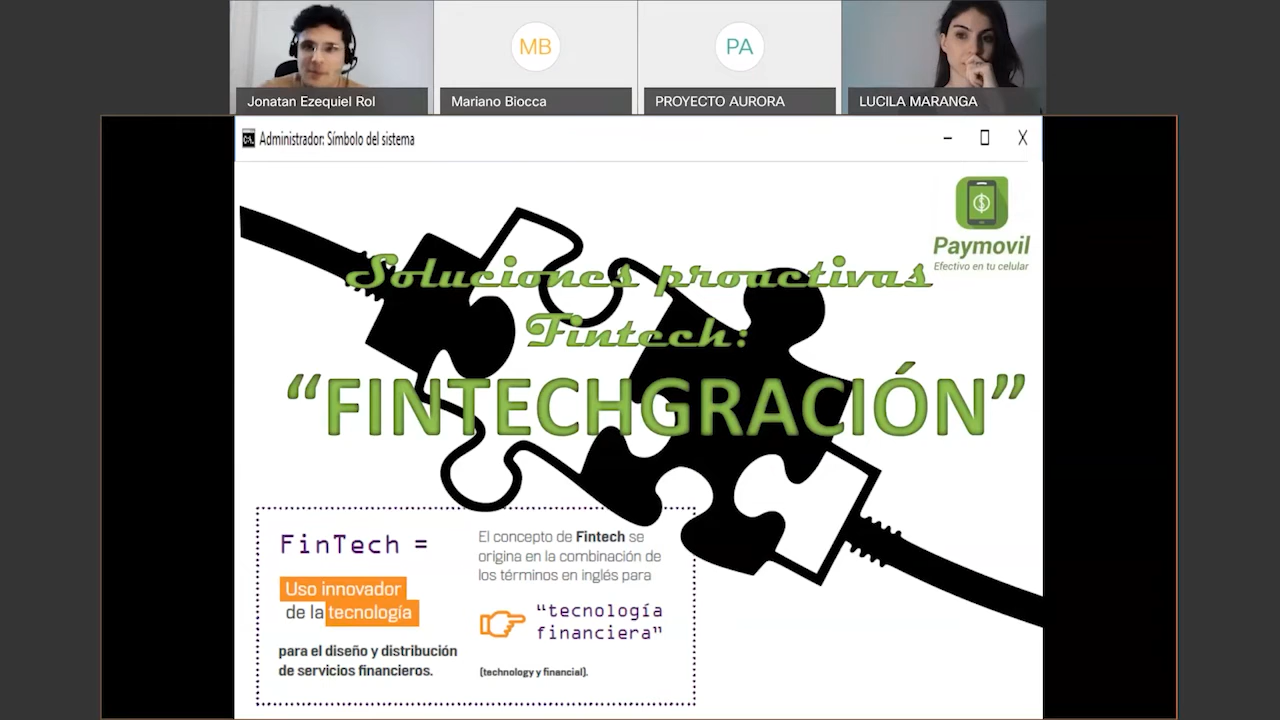 MB
PA
Jonatan Ezequiel Rol
Mariano Biocca
PROYECTO AURORA
LUCILA MARANGA
Administrador: Símbolo del sistema
Paymovil
Efectivo en tu celular
Soluciones proactivas
Fintech:
“FINTECHGRACIÓN”
FinTech =
Uso innovador
de la tecnología
para el diseño y distribución
de servicios financieros.
El concepto de Fintech se
origina en la combinación de
los términos en inglés para
“tecnología
financiera”
(technology y financial).